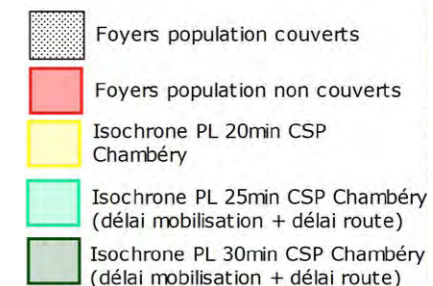 Foyers population couverts
Foyers population non couverts
Isochrone PL 20min CSP
Chambéry
Isochrone PL 25min CSP Chambéry
(délai mobilisation + délai route)
Isochrone PL 30min CSP Chambéry
(délai mobilisation + délai route)